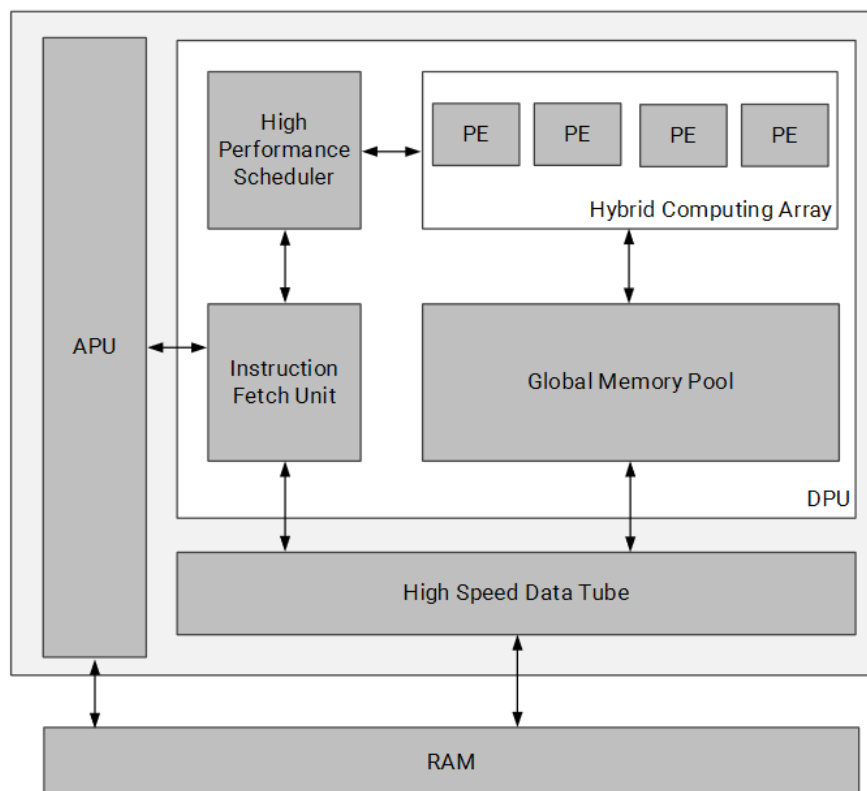 High
Performance
Scheduler
PE
PE
PE
PE
Hybrid Computing Array
APU
Instruction
Fetch Unit
Global Memory Pool
DPU
High Speed Data Tube
RAM